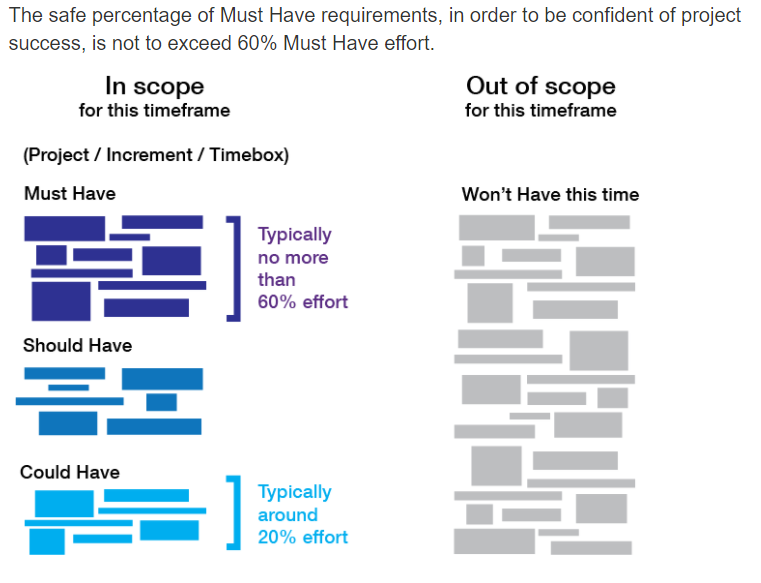 The safe percentage of Must Have requirements, in order to be confident of project
success, is not to exceed 60% Must Have effort.
In scope
for this timeframe
(Project / Increment / Timebox)
Must Have
Typically
no more
than
60% effort
Should Have
Could Have
Typically
around
20% effort
Out of scope
for this timeframe
Won’t Have this time